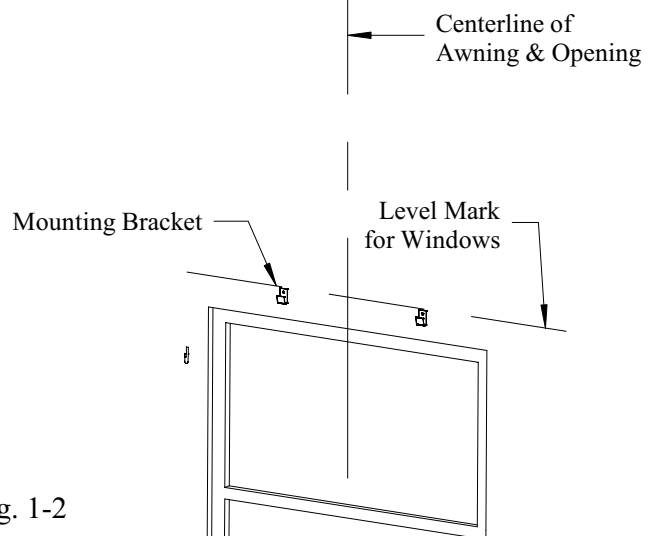 Centerline of
Awning & Opening
Mounting Bracket
Level Mark
for Windows
g. 1-2